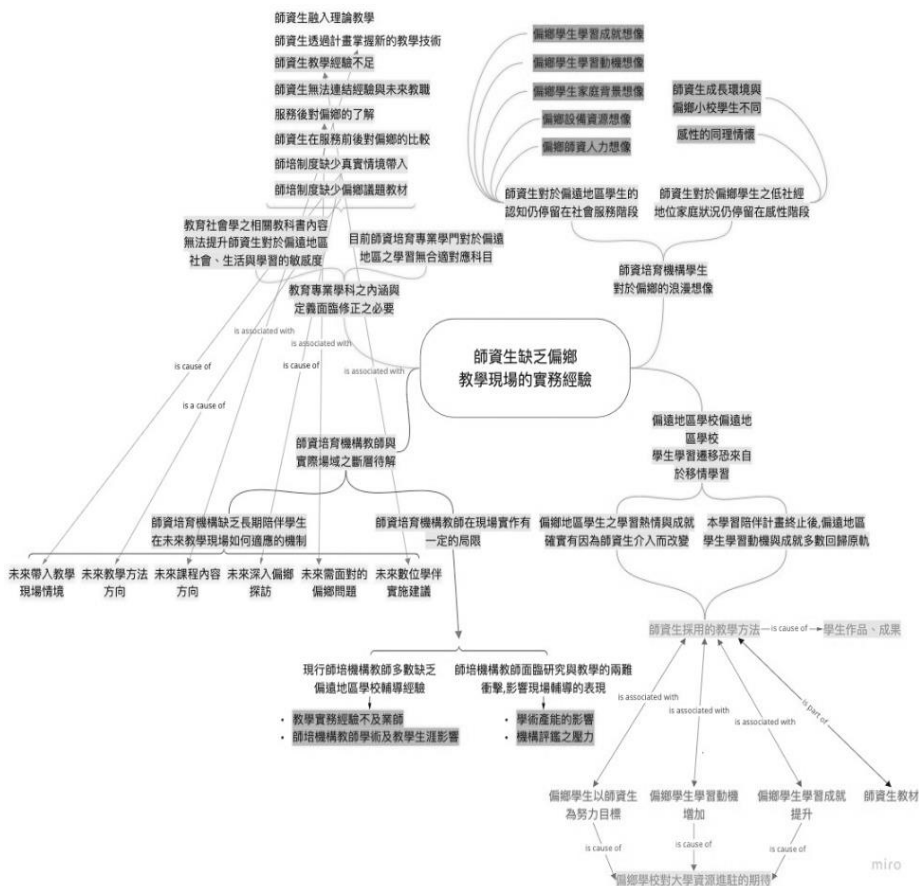 師資生融入理論教學
師資生透過計畫掌握新的教學技術
師資生教學經驗不足
師資生無法連結經驗與未來教職
服務後對偏鄉的了解
師資生在服務前後對偏鄉的比較
師培制度缺少真實情境帶入
師培制度缺少偏鄉議題教材
教育社會學之相關教科書內容
無法提升師資生對於偏遠地區
社會、生活與學習的敏感度
目前師資培育專業學門對於偏遠
地區之學習無合適對應科目
教育專業學科之內涵與
定義面臨修正之必要
偏鄉學生學習成就想像
偏鄉學生學習動機想像
偏鄉學生家庭背景想像
偏鄉設備資源想像
偏鄉師資人力想像
師資生成長環境與
偏鄉小校學生不同
感性的同理情懷
師資生對於偏遠地區學生的
認知仍停留在社會服務階段
師資生對於偏鄉學生之低社經
地位家庭狀況仍停留在感性階段
師資培育機構學生
對於偏鄉的浪漫想像
師資生缺乏偏鄉
教學現場的實務經驗
is associated with
is cause of
is associated with
is cause of
is associated with
is a cause of
師資培育機構教師與
實際場域之斷層待解
師資培育機構缺乏長期陪伴學生
在未來教學現場如何適應的機制
師資培育機構教師在現場實作有
一定的局限
未來帶入教學
現場情境
未來教學方法
方向
未來課程內容
方向
未來深入偏鄉
探訪
未來需面對的
偏鄉問題
未來數位學伴
實施建議
現行師培機構教師多數缺乏
偏遠地區學校輔導經驗
• 教學實務經驗不及業師
• 師培機構教師學術及教學生涯影響
師培機構教師面臨研究與教學的兩難
衝擊,影響現場輔導的表現
• 學術產能的影響
• 機構評鑑之壓力
偏遠地區學校偏遠地
區學校
學生學習遷移恐來自
於移情學習
偏鄉地區學生之學習熱情與成就
確實有因為師資生介入而改變
本學習陪伴計畫終止後,偏遠地區
學生學習動機與成就多數回歸原軌
師資生採用的教學方法
is cause of
學生作品、成果
is associated with
is associated with
is associated with
is part of
偏鄉學生以師資生
為努力目標
偏鄉學生學習動機
增加
偏鄉學生學習成就
提升
師資生教材
is cause of
is cause of
is cause of
偏鄉學校對大學資源進駐的期待
miro